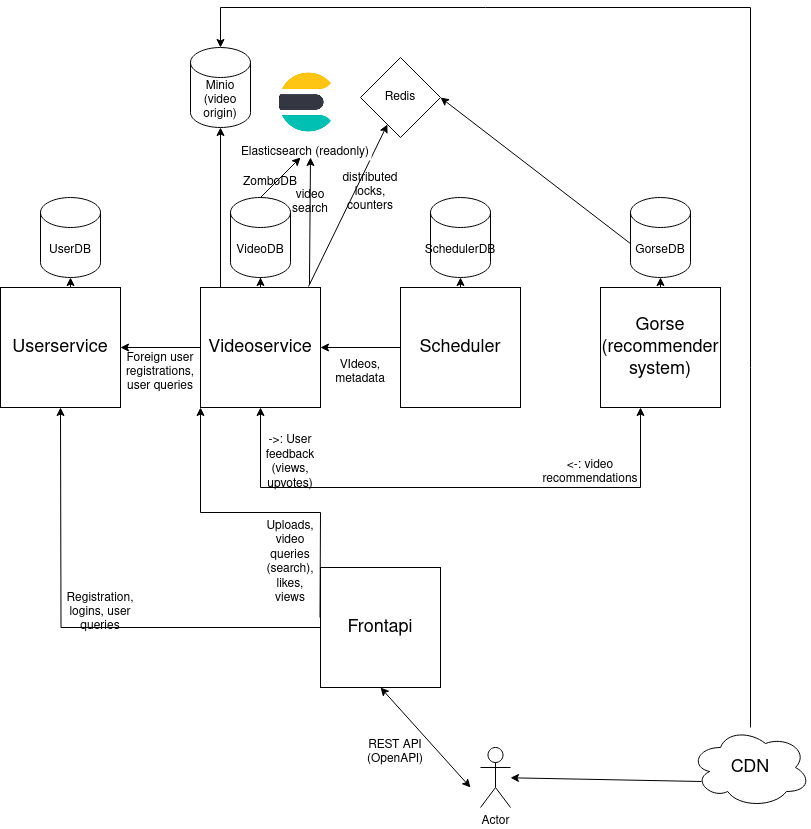 Minio
(video
origin)
Redis
Elasticsearch (readonly)
ZomboDB
video
search
distributed
locks,
counters
UserDB
VideoDB
SchedulerDB
GorseDB
Userservice
Videoservice
Scheduler
Gorse
(recommender
system)
Foreign user
registrations,
user queries
VIdeos,
metadata
->: User
feedback
(views,
upvotes)
<-: video
recommendations
Uploads,
video
queries
(search),
likes,
views
Registration,
logins, user
queries
Frontapi
REST API
(OpenAPI)
CDN
Actor